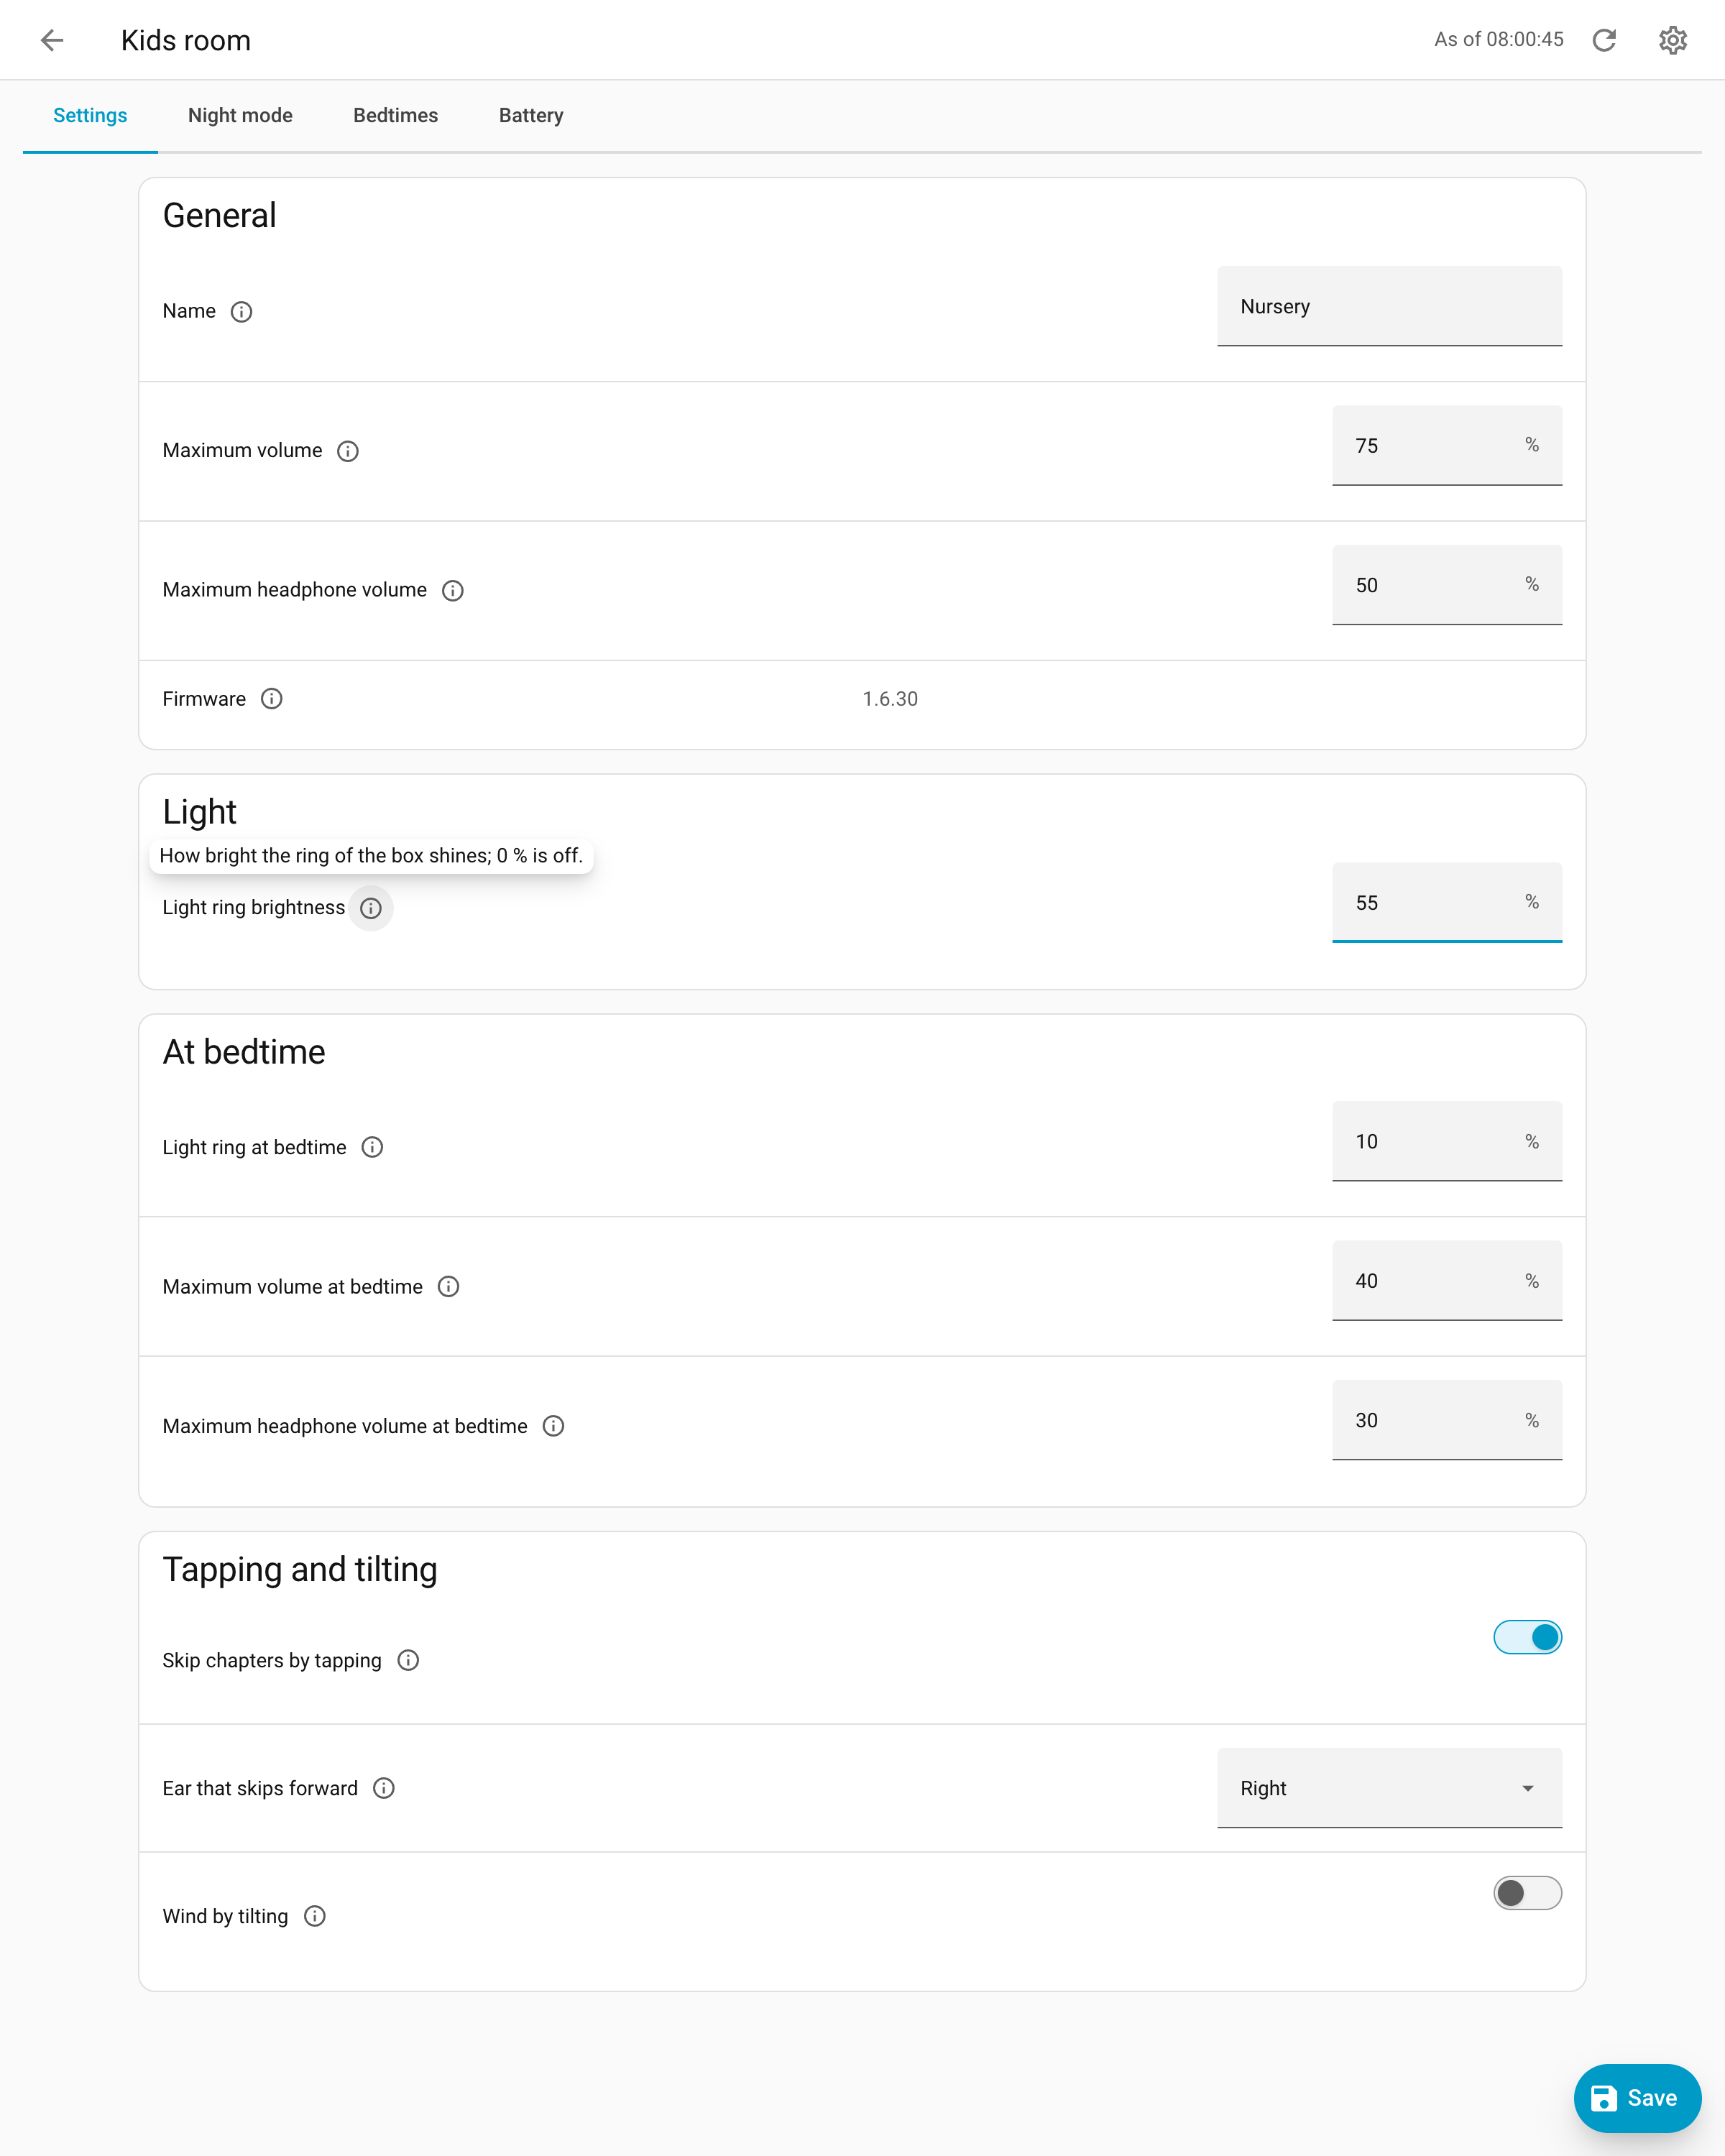 Kids room
As of 08:00:45
Settings
Night mode
Bedtimes
Battery
General
Name
Nursery
Maximum volume
75 %
Maximum headphone volume
50 %
Firmware
1.6.30
Light
How bright the ring of the box shines; 0 % is off.
Light ring brightness
55 %
At bedtime
Light ring at bedtime
10 %
Maximum volume at bedtime
40 %
Maximum headphone volume at bedtime
30 %
Tapping and tilting
Skip chapters by tapping
Ear that skips forward
Right
Wind by tilting
Save